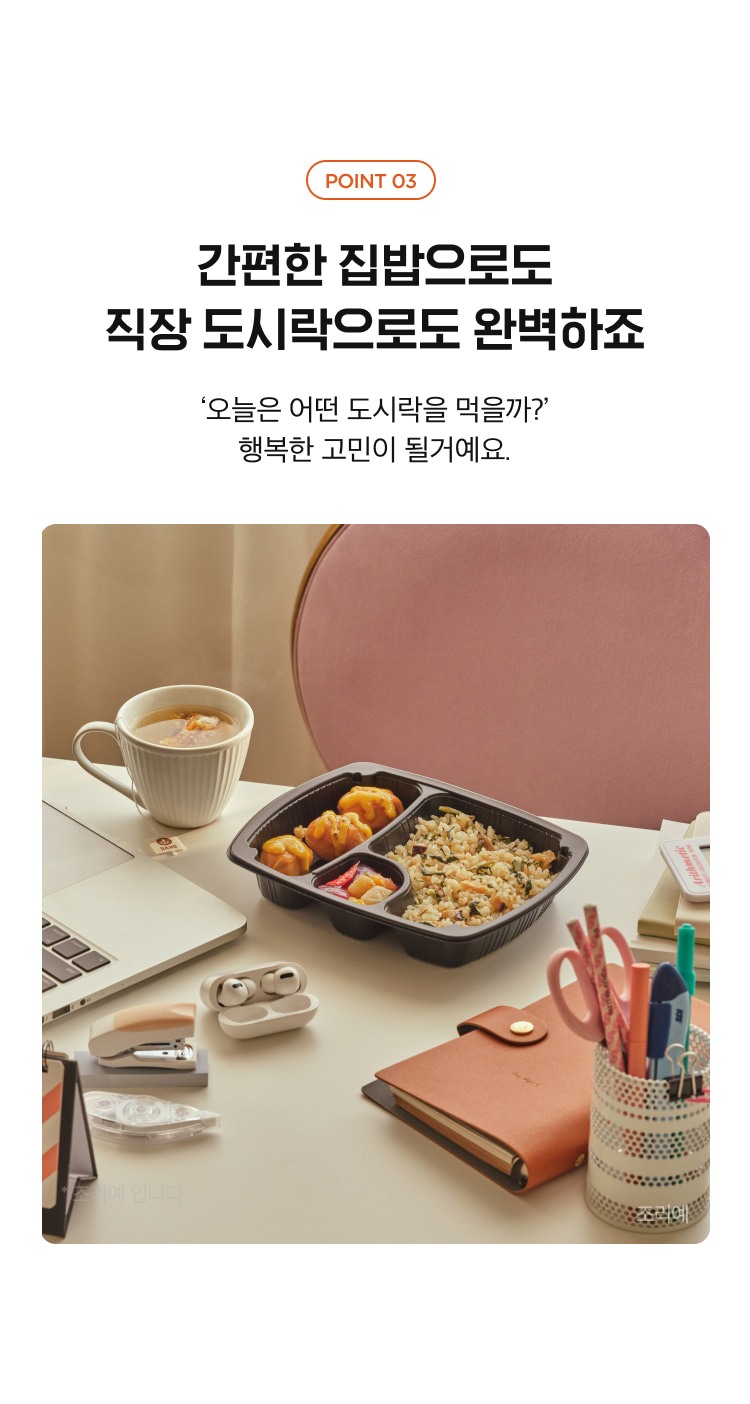 POINT 03
간편한 집밥으로도
직장 도시락으로도 완벽하죠
‘오늘은 어떤 도시락을 먹을까?’
행복한 고민이 될거예요.
Arithmetic
* 조리예 입니다
조리예